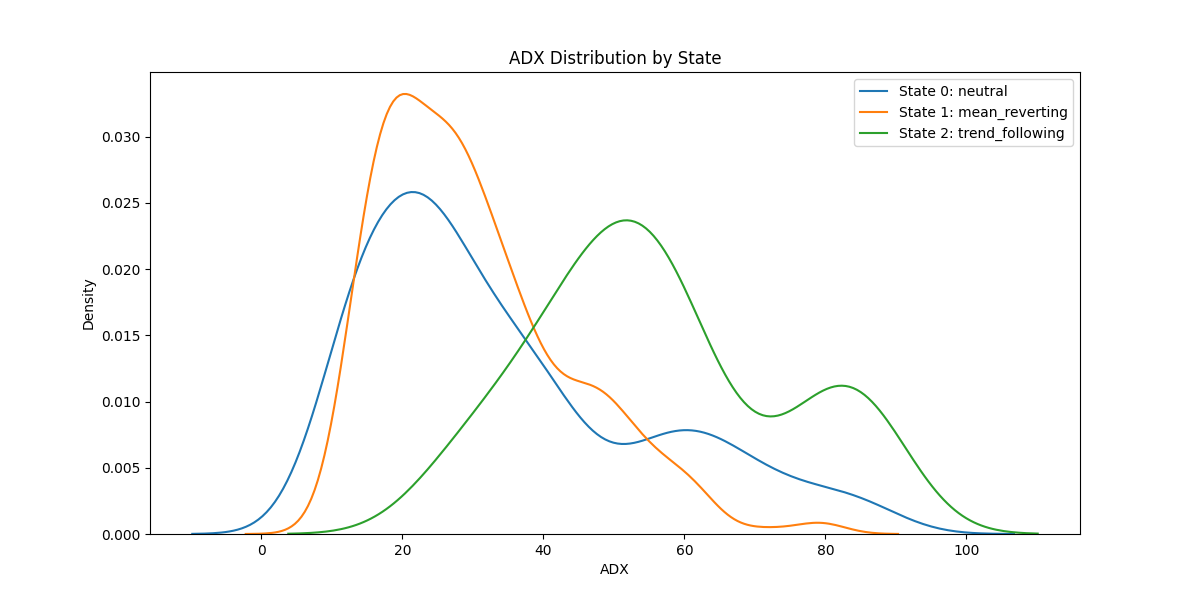 ADX Distribution by State
State 0: neutral
State 1: mean_reverting
State 2: trend_following
Density
0.030
0.025
0.020
0.015
0.010
0.005
0.000
0 20 40 60 80 100
ADX